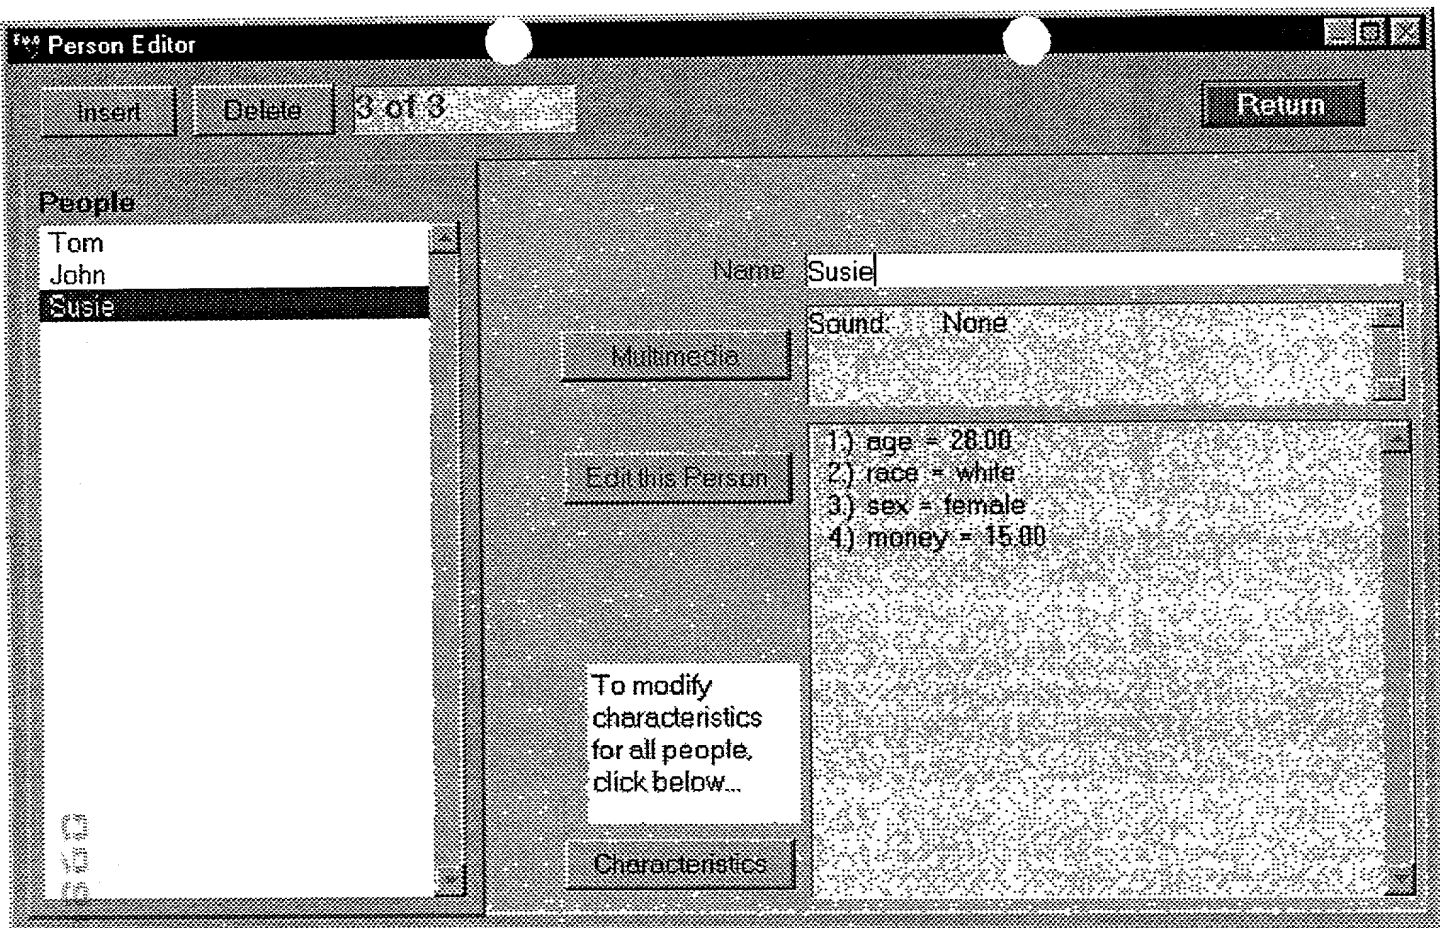 Person Editor
Insert
Delete
3 of 3
Return
People
Tom
John
Susie
Name
Susie
Multimedia
Sound: None
Edit this Person
1.) age = 28.00
2.) race = white
3.) sex = female
4.) money = 15.00
To modify
characteristics
for all people,
click below...
Characteristics